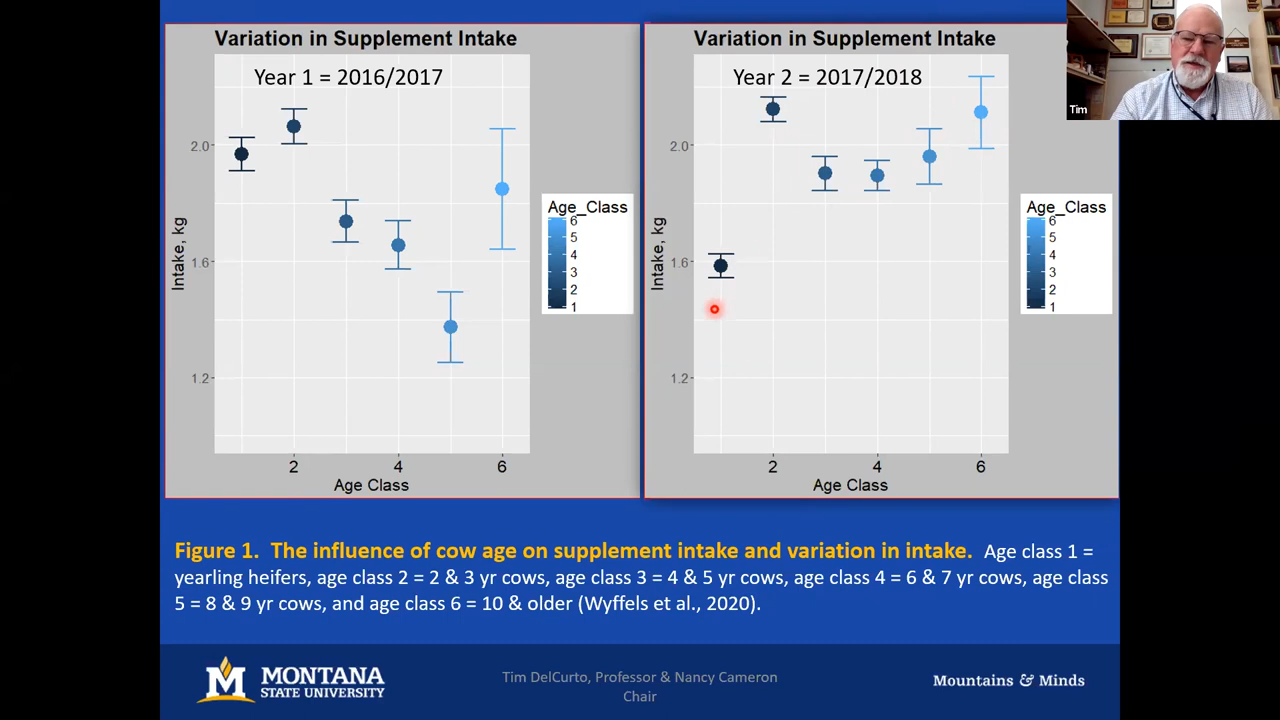 Variation in Supplement Intake
Year 1 = 2016/2017
2.0
1.6
1.2
Intake, kg
2
4
6
Age Class
Age_Class
6
5
4
3
2
1
Variation in Supplement Intake
Year 2 = 2017/2018
2.0
1.6
1.2
Intake, kg
2
4
6
Age Class
Age_Class
6
5
4
3
2
1
Tim
Figure 1. The influence of cow age on supplement intake and variation in intake. Age class 1 =
yearling heifers, age class 2 = 2 & 3 yr cows, age class 3 = 4 & 5 yr cows, age class 4 = 6 & 7 yr cows, age class
5 = 8 & 9 yr cows, and age class 6 = 10 & older (Wyffels et al., 2020).
M
MONTANA
STATE UNIVERSITY
Tim DelCurto, Professor & Nancy Cameron
Chair
Mountains & Minds